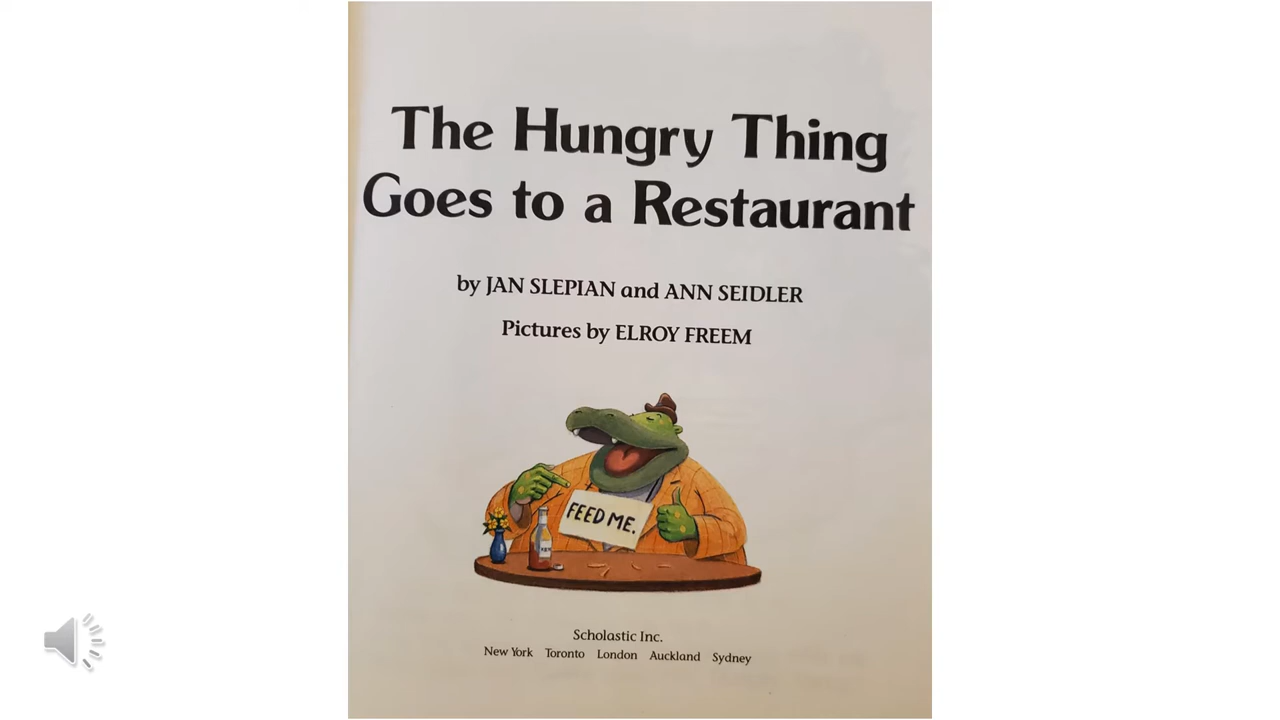 The Hungry Thing
Goes to a Restaurant
by JAN SLEPIAN and ANN SEIDLER
Pictures by ELROY FREEM
FEED ME.
Scholastic Inc.
New York Toronto London Auckland Sydney